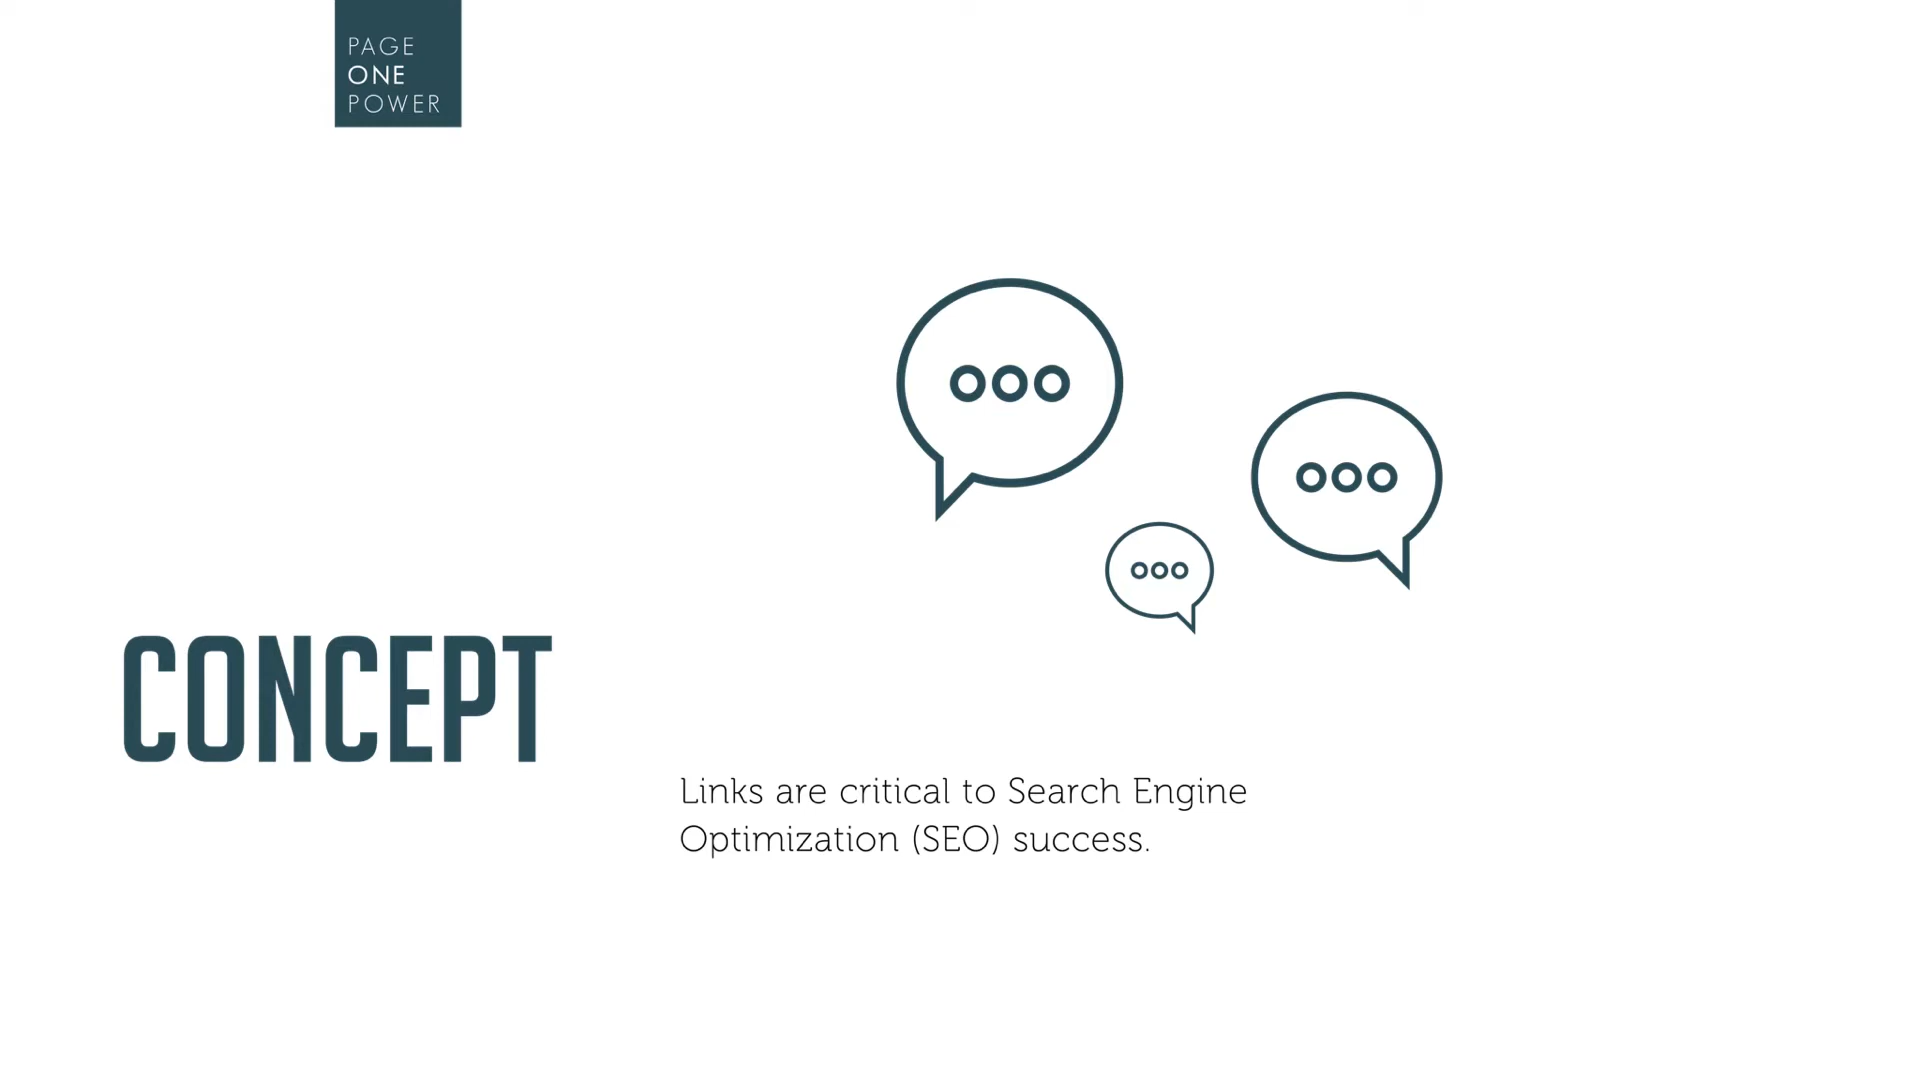 PAGE
ONE
POWER
CONCEPT
Links are critical to Search Engine
Optimization (SEO) success.